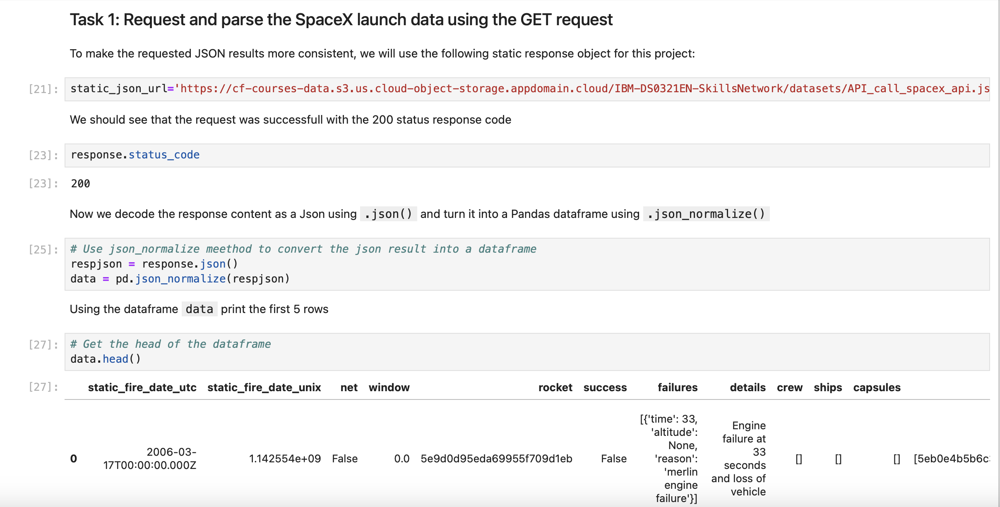 Task 1: Request and parse the SpaceX launch data using the GET request
To make the requested JSON results more consistent, we will use the following static response object for this project:
[21]: static_json_url='https://cf-courses-data.s3.us.cloud-object-storage.appdomain.cloud/IBM-DS0321EN-SkillsNetwork/datasets/API_call_spacex_api.js
We should see that the request was successfull with the 200 status response code
[23]: response.status_code
[23]: 200
Now we decode the response content as a Json using .json() and turn it into a Pandas dataframe using .json_normalize()
[25]: # Use json_normalize meethod to convert the json result into a dataframe
respjson = response.json()
data = pd.json_normalize(respjson)
Using the dataframe data print the first 5 rows
[27]: # Get the head of the dataframe
data.head()
[27]: static_fire_date_utc static_fire_date_unix net window rocket success failures details crew ships capsules
0 2006-03-
17T00:00:00.000Z
1.142554e+09 False 0.0 5e9d0d95eda69955f709d1eb False
[{'time': 33,
'altitude':
None,
'reason':
'merlin
engine
failure'}]
Engine
failure at
33
seconds
and loss of
vehicle
[] [] [] [5eb0e4b5b6c